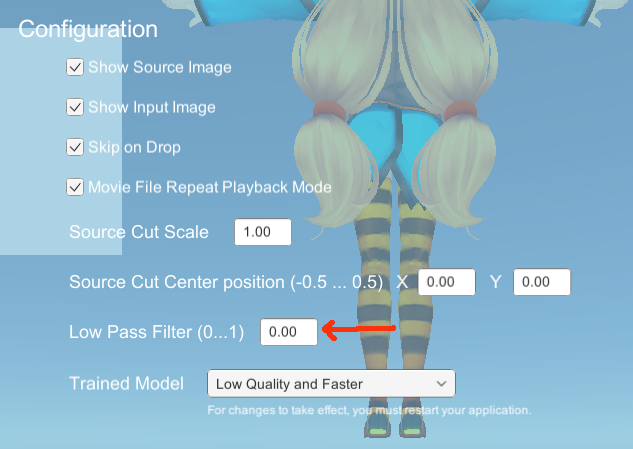 Configuration
Show Source Image
Show Input Image
Skip on Drop
Movie File Repeat Playback Mode
Source Cut Scale 1.00
Source Cut Center position (-0.5 ... 0.5) X 0.00 Y 0.00
Low Pass Filter (0...1) 0.00
Trained Model Low Quality and Faster
For changes to take effect, you must restart your application.